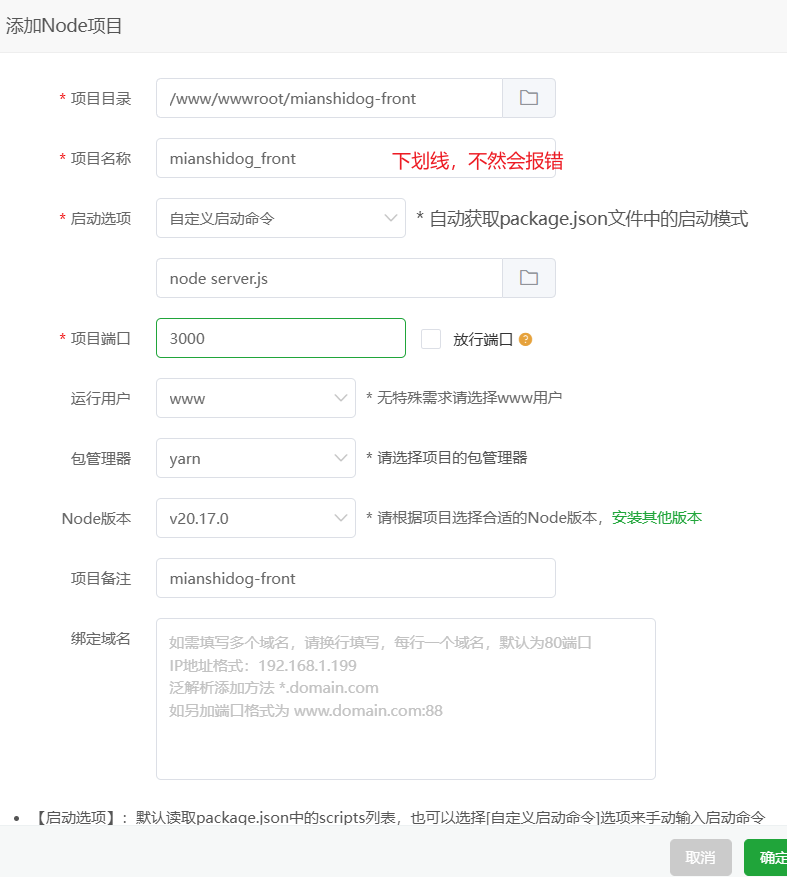 添加Node项目
* 项目目录 /www/wwwroot/mianshidog-front
* 项目名称 mianshidog_front 下划线，不然会报错
* 启动选项 自定义启动命令 * 自动获取package.json文件中的启动模式
node server.js
* 项目端口 3000 放行端口 ?
运行用户 www * 无特殊需求请选择www用户
包管理器 yarn * 请选择项目的包管理器
Node版本 v20.17.0 * 请根据项目选择合适的Node版本，安装其他版本
项目备注 mianshidog-front
绑定域名 如需填写多个域名，请换行填写，每行一个域名，默认为80端口
IP地址格式：192.168.1.199
泛解析添加方法 *.domain.com
如另加端口格式为 www.domain.com:88
• 【启动选项】：默认读取package.json中的scripts列表，也可以选择[自定义启动命令]选项来手动输入启动命令
取消 确定